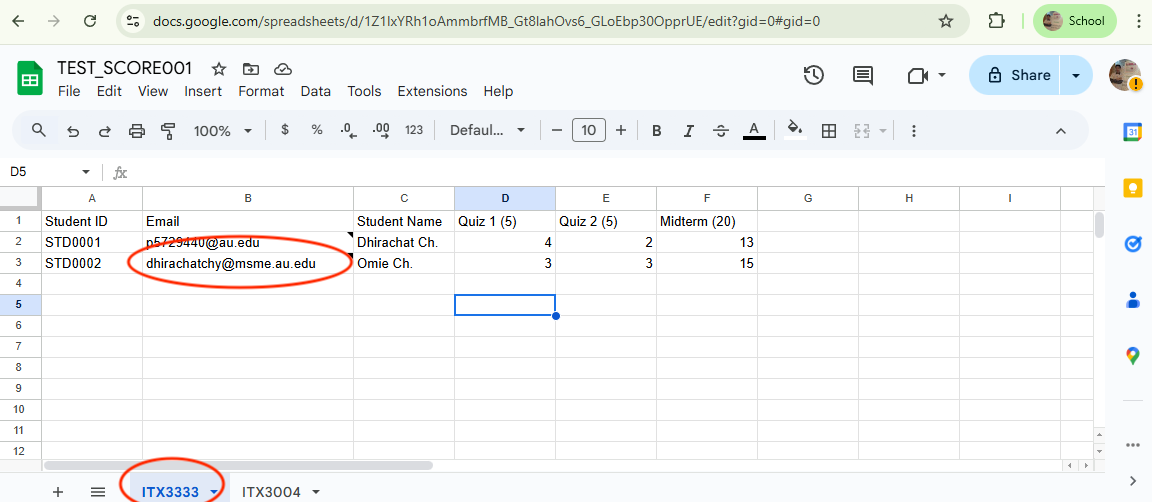 docs.google.com/spreadsheets/d/1Z1lxYRh1oAmmbrfMB_Gt8lahOvs6_GLoEbp30OpprUE/edit?gid=0#gid=0
School
TEST_SCORE001
File Edit View Insert Format Data Tools Extensions Help
Share
100% $ % .0 .00 123 Defaul... 10 B I S A
31
D5 fx
A B C D E F G H I
1 Student ID Email Student Name Quiz 1 (5) Quiz 2 (5) Midterm (20)
2 STD0001 p5729440@au.edu Dhirachat Ch. 4 2 13
3 STD0002 dhirachatchy@msme.au.edu Omie Ch. 3 3 15
4
5
6
7
8
9
10
11
12
ITX3333 ITX3004